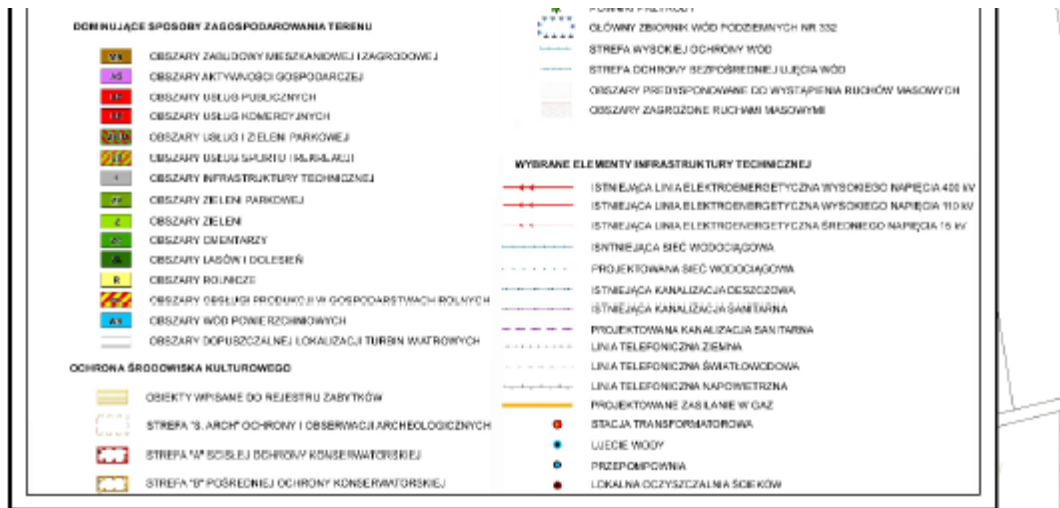 DOMINUJĄCE SPOSOBY ZAGOSPODAROWANIA TERENU
MN OBSZARY ZABUDOWY MIESZKANIOWEJ I ZAGRODOWEJ
AG OBSZARY AKTYWNOŚCI GOSPODARCZEJ
OBSZARY USŁUG PUBLICZNYCH
OBSZARY USŁUG KOMERCYJNYCH
OBSZARY USŁUG I ZIELENI PARKOWEJ
OBSZARY USŁUG SPORTU I REKREACJI
OBSZARY INFRASTRUKTURY TECHNICZNEJ
OBSZARY ZIELENI PARKOWEJ
Z OBSZARY ZIELENI
OBSZARY CMENTARZY
OBSZARY LASÓW I DOLESIEŃ
R OBSZARY ROLNICZE
OBSZARY OBSŁUGI PRODUKCJI W GOSPODARSTWACH ROLNYCH
OBSZARY WÓD POWIERZCHNIOWYCH
OBSZARY DOPUSZCZALNEJ LOKALIZACJI TURBIN WIATROWYCH
OCHRONA ŚRODOWISKA KULTUROWEGO
OBIEKTY WPISANE DO REJESTRU ZABYTKÓW
STREFA "S. ARCH" OCHRONY I OBSERWACJI ARCHEOLOGICZNYCH
STREFA "A" ŚCISŁEJ OCHRONY KONSERWATORSKIEJ
STREFA "B" POŚREDNIEJ OCHRONY KONSERWATORSKIEJ
POMNIKI PRZYRODY
GŁÓWNY ZBIORNIK WÓD PODZIEMNYCH NR 332
STREFA WYSOKIEJ OCHRONY WÓD
STREFA OCHRONY BEZPOŚREDNIEJ UJĘCIA WÓD
OBSZARY PREDYSPONOWANE DO WYSTĄPIENIA RUCHÓW MASOWYCH
OBSZARY ZAGROŻONE RUCHAMI MASOWYMI
WYBRANE ELEMENTY INFRASTRUKTURY TECHNICZNEJ
ISTNIEJĄCA LINIA ELEKTROENERGETYCZNA WYSOKIEGO NAPIĘCIA 400 kV
ISTNIEJĄCA LINIA ELEKTROENERGETYCZNA WYSOKIEGO NAPIĘCIA 110 kV
ISTNIEJĄCA LINIA ELEKTROENERGETYCZNA ŚREDNIEGO NAPIĘCIA 15 kV
ISNTNIEJĄCA SIEĆ WODOCIĄGOWA
PROJEKTOWANA SIEĆ WODOCIĄGOWA
ISTNIEJĄCA KANALIZACJA DESZCZOWA
ISTNIEJĄCA KANALIZACJA SANITARNA
PROJEKTOWANA KANALIZACJA SANITARNA
LINIA TELEFONICZNA ZIEMNA
LINIA TELEFONICZNA ŚWIATŁOWODOWA
LINIA TELEFONICZNA NAPOWIETRZNA
PROJEKTOWANE ZASILANIE W GAZ
STACJA TRANSFORMATOROWA
UJĘCIE WODY
PRZEPOMPOWNIA
LOKALNA OCZYSZCZALNIA ŚCIEKÓW